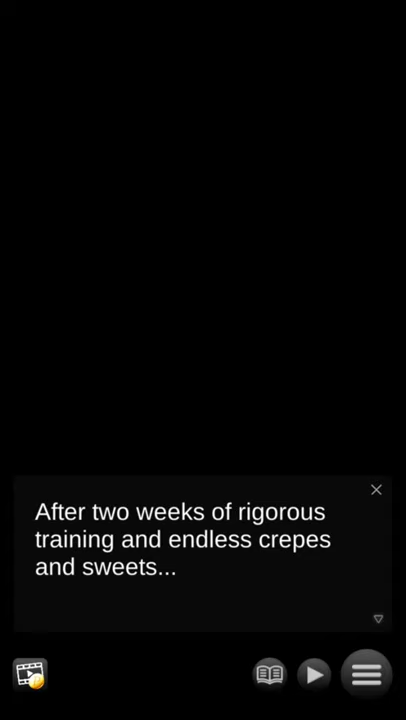 After two weeks of rigorous
training and endless crepes
and sweets...